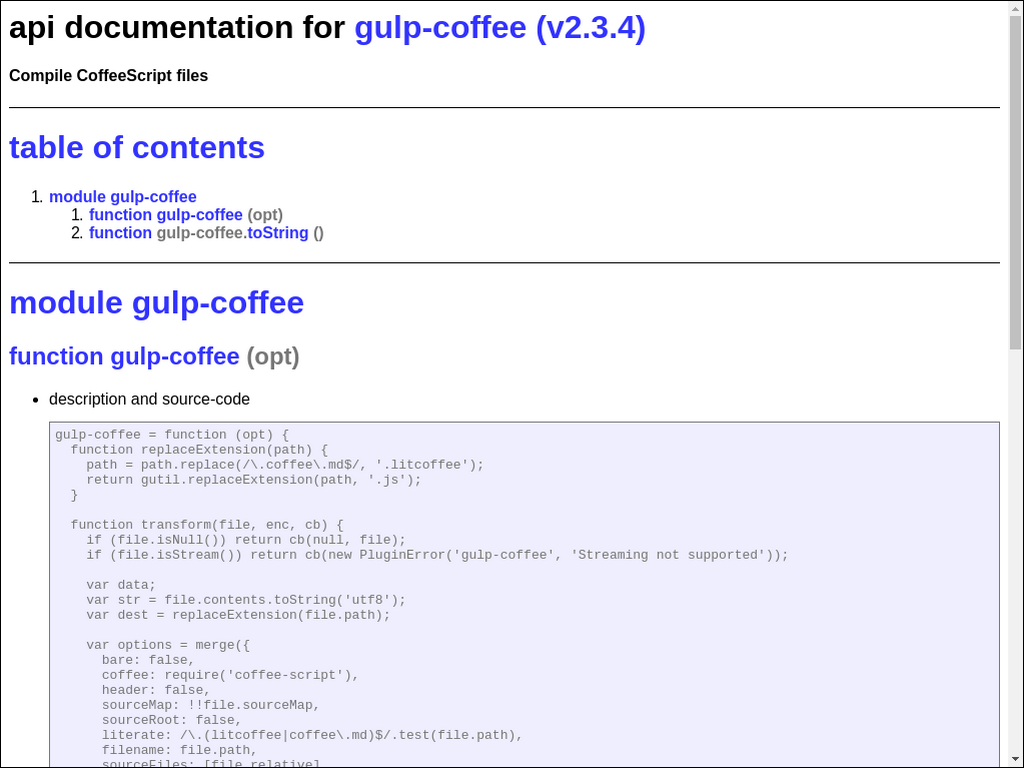 api documentation for gulp-coffee (v2.3.4)
Compile CoffeeScript files
table of contents
1. module gulp-coffee
1. function gulp-coffee (opt)
2. function gulp-coffee.toString ()
module gulp-coffee
function gulp-coffee (opt)
• description and source-code
gulp-coffee = function (opt) {
  function replaceExtension(path) {
    path = path.replace(/\.coffee\.md$/, '.litcoffee');
    return gutil.replaceExtension(path, '.js');
  }
  function transform(file, enc, cb) {
    if (file.isNull()) return cb(null, file);
    if (file.isStream()) return cb(new PluginError('gulp-coffee', 'Streaming not supported'));
    var data;
    var str = file.contents.toString('utf8');
    var dest = replaceExtension(file.path);
    var options = merge({
      bare: false,
      coffee: require('coffee-script'),
      header: false,
      sourceMap: !!file.sourceMap,
      sourceRoot: false,
      literate: /\.(litcoffee|coffee\.md)$/.test(file.path),
      filename: file.path,
      sourceFiles: [file.relative]